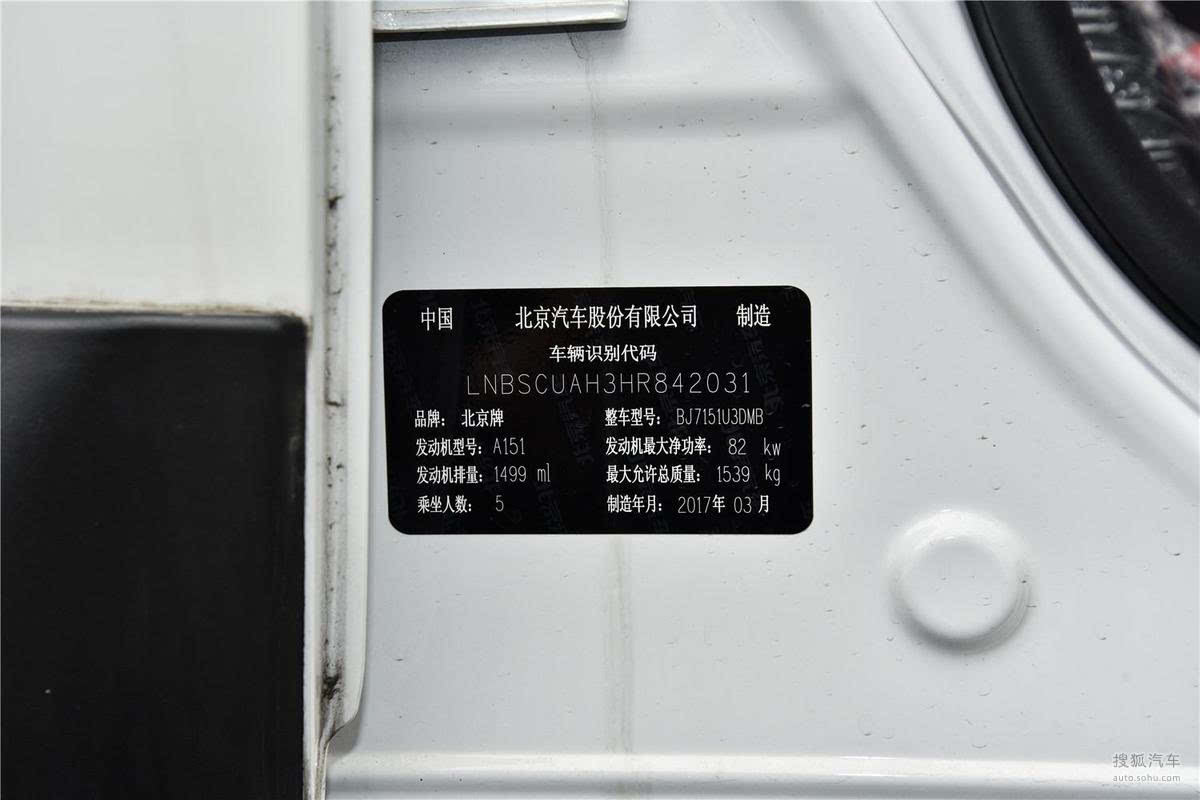 中国 北京汽车股份有限公司 制造
车辆识别代码
LNBSCUAH3HR842031
品牌： 北京牌 整车型号： BJ7151U3DMB
发动机型号： A151 发动机最大净功率： 82 kw
发动机排量： 1499 ml 最大允许总质量： 1539 kg
乘坐人数： 5 制造年月： 2017年 03 月
搜狐汽车
auto.sohu.com